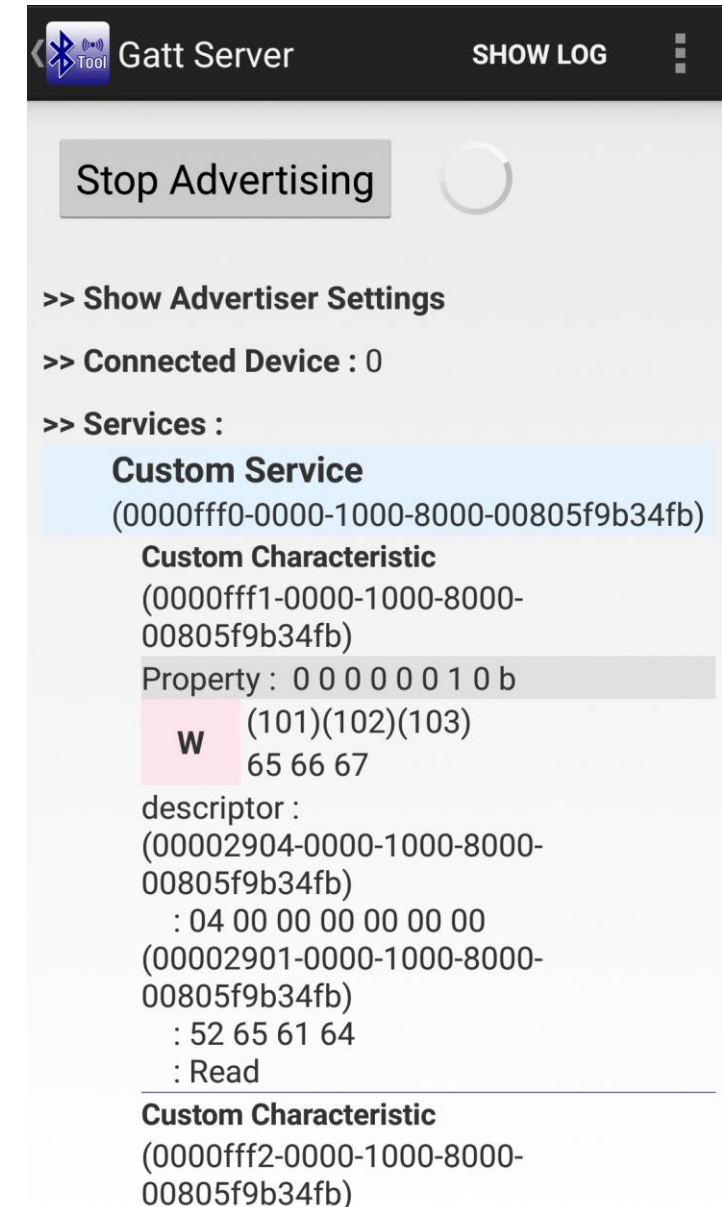 Tool Gatt Server SHOW LOG
Stop Advertising
>> Show Advertiser Settings
>> Connected Device : 0
>> Services :
Custom Service
(0000fff0-0000-1000-8000-00805f9b34fb)
Custom Characteristic
(0000fff1-0000-1000-8000-
00805f9b34fb)
Property : 0 0 0 0 0 0 1 0 b
W
(101)(102)(103)
65 66 67
descriptor :
(00002904-0000-1000-8000-
00805f9b34fb)
: 04 00 00 00 00 00 00
(00002901-0000-1000-8000-
00805f9b34fb)
: 52 65 61 64
: Read
Custom Characteristic
(0000fff2-0000-1000-8000-
00805f9b34fb)